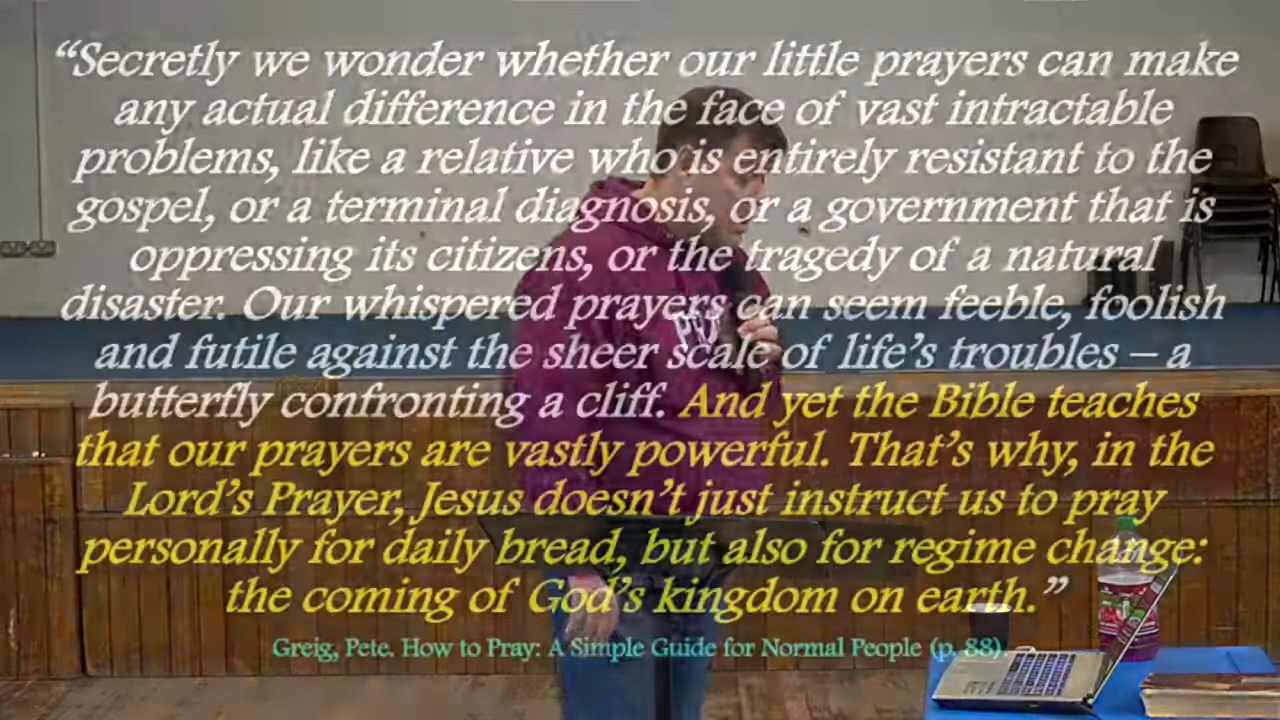 “Secretly we wonder whether our little prayers can make
any actual difference in the face of vast intractable
problems, like a relative who is entirely resistant to the
gospel, or a terminal diagnosis, or a government that is
oppressing its citizens, or the tragedy of a natural
disaster. Our whispered prayers can seem feeble, foolish
and futile against the sheer scale of life’s troubles – a
butterfly confronting a cliff. And yet the Bible teaches
that our prayers are vastly powerful. That’s why, in the
Lord’s Prayer, Jesus doesn’t just instruct us to pray
personally for daily bread, but also for regime change:
the coming of God’s kingdom on earth.”
Greig, Pete. How to Pray: A Simple Guide for Normal People (p. 88).